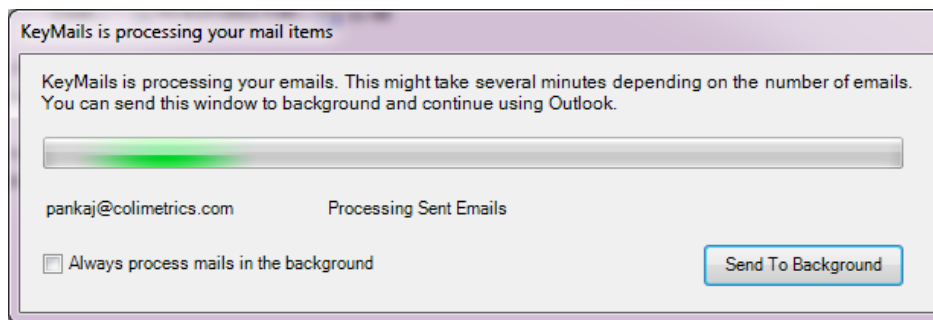 KeyMails is processing your mail items
KeyMails is processing your emails. This might take several minutes depending on the number of emails.
You can send this window to background and continue using Outlook.
pankaj@colimetrics.com Processing Sent Emails
Always process mails in the background Send To Background